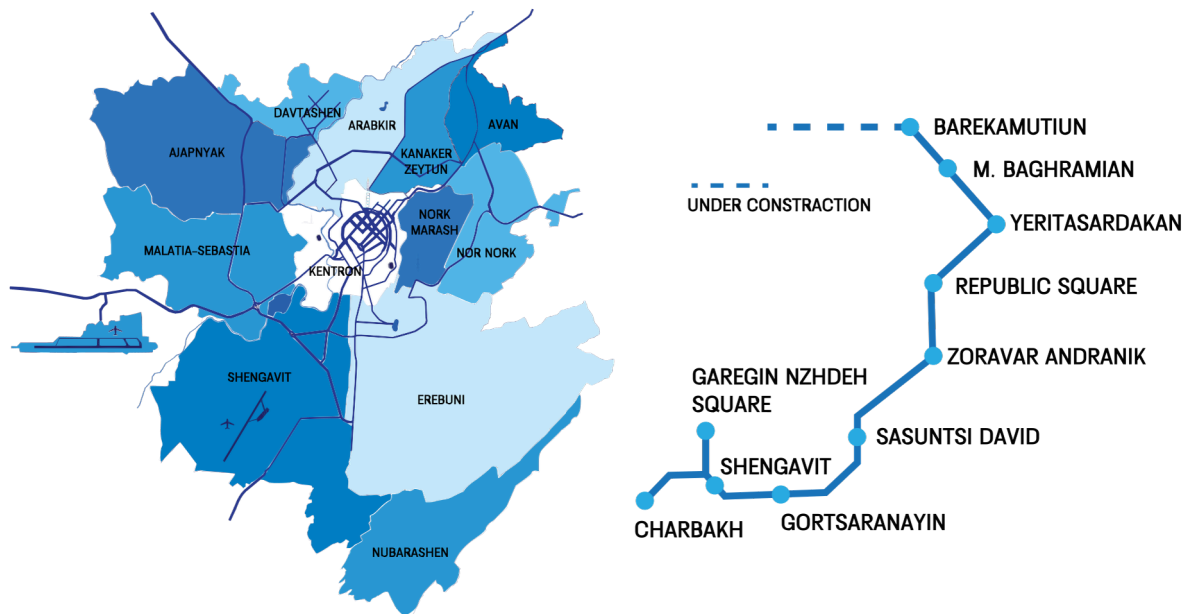 DAVTASHEN
ARABKIR
AVAN
AJAPNYAK
KANAKER
ZEYTUN
NORK
MARASH
MALATIA-SEBASTIA
NOR NORK
KENTRON
SHENGAVIT
EREBUNI
NUBARASHEN
BAREKAMUTIUN
M. BAGHRAMIAN
UNDER CONSTRACTION
YERITASARDAKAN
REPUBLIC SQUARE
ZORAVAR ANDRANIK
GAREGIN NZHDEH
SQUARE
SASUNTSI DAVID
SHENGAVIT
GORTSARANAYIN
CHARBAKH